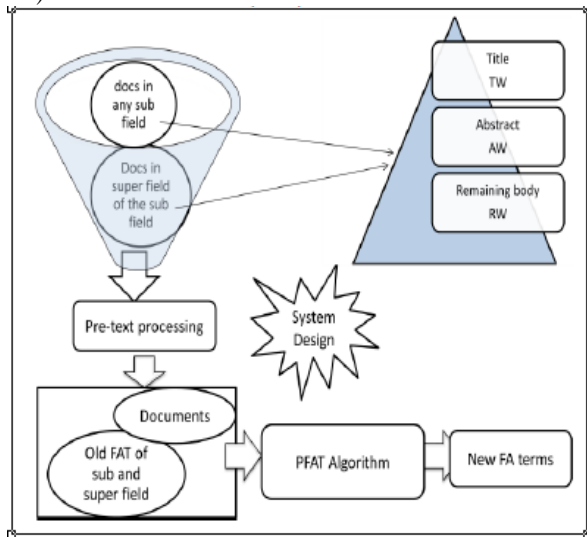 docs in
any sub
field
Docs in
super field
of the sub
field
Title
TW
Abstract
AW
Remaining body
RW
Pre-text processing
System
Design
Documents
Old FAT of
sub and
super field
PFAT Algorithm
New FA terms